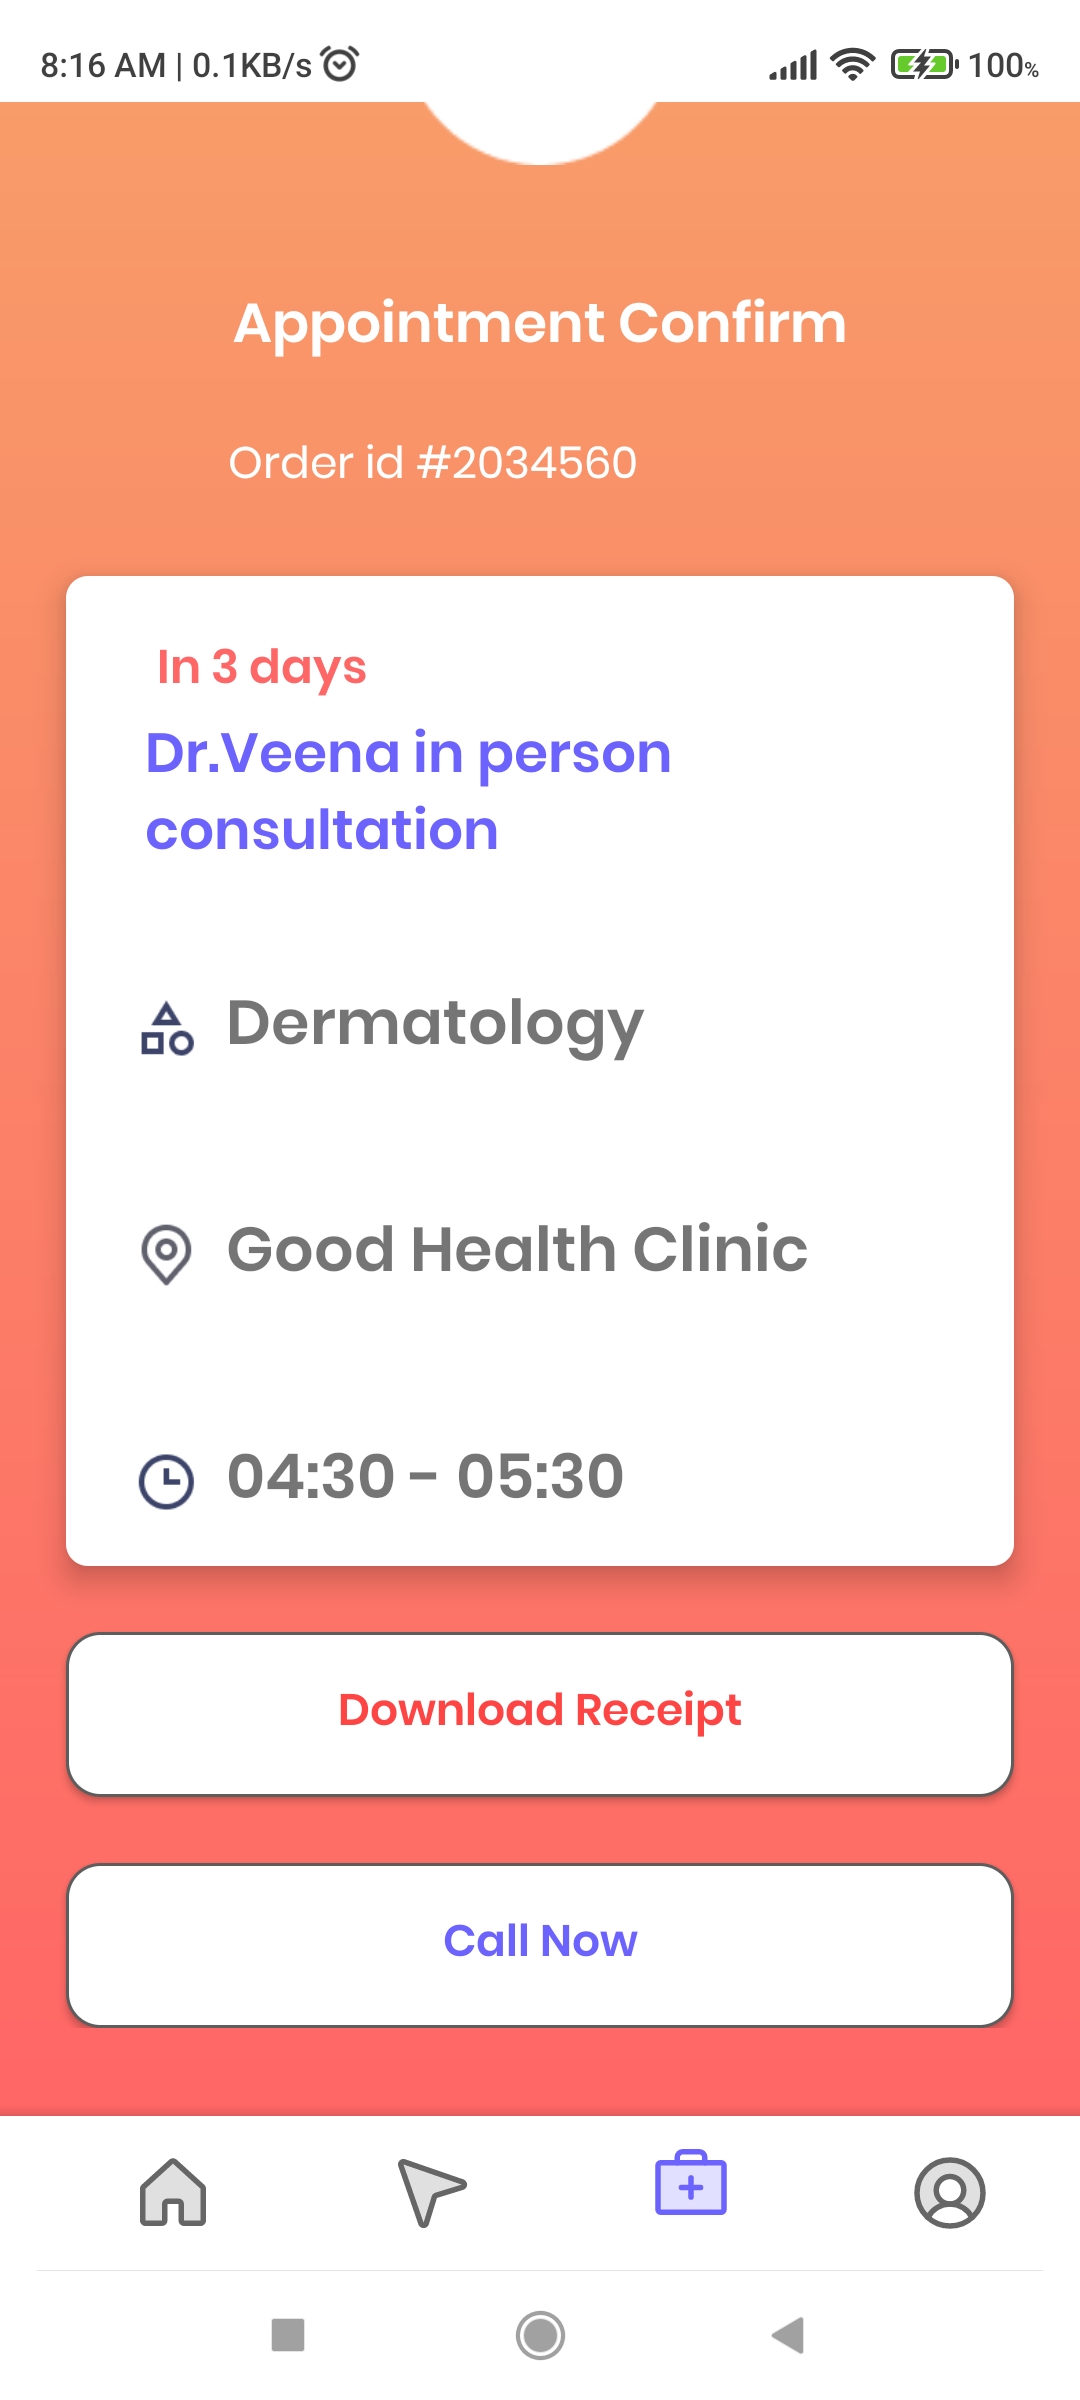 8:16 AM | 0.1KB/s 100%
Appointment Confirm
Order id #2034560
In 3 days
Dr.Veena in person
consultation
Dermatology
Good Health Clinic
04:30 - 05:30
Download Receipt
Call Now